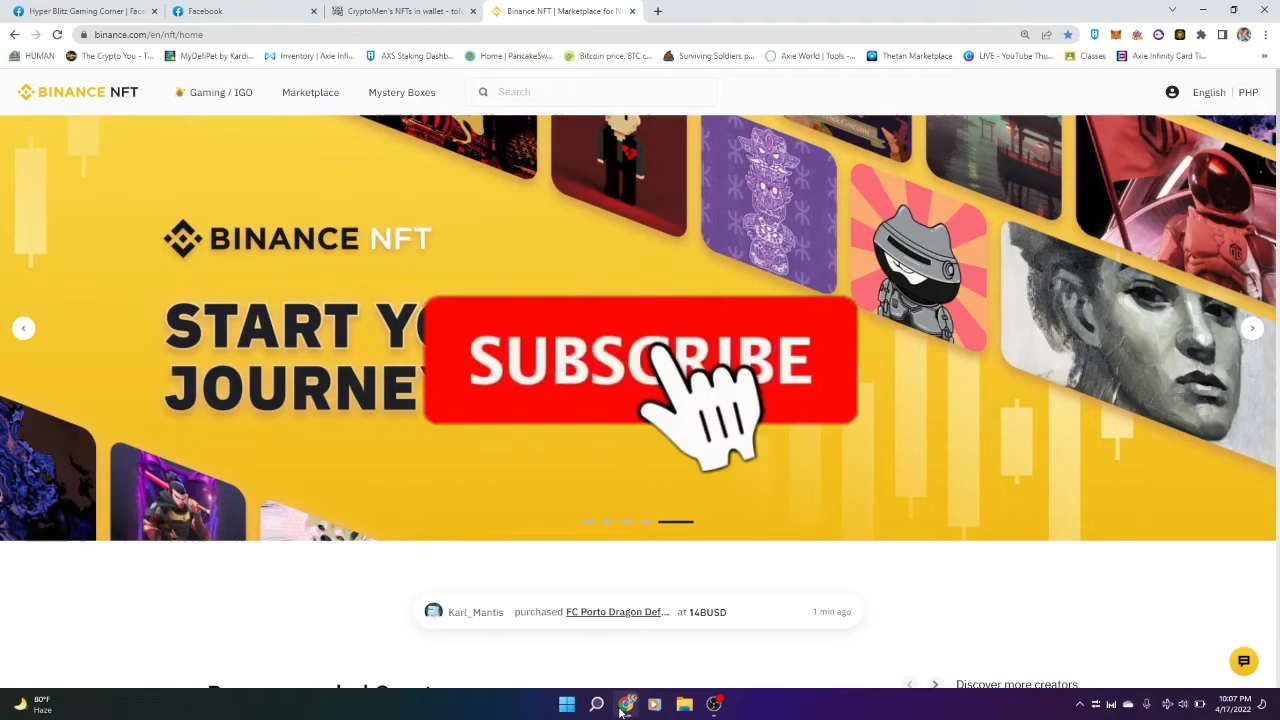 Hyper Blitz Gaming Corner | Face
Facebook
CryptoMen's NFTs in wallet - tof
Binance NFT | Marketplace for N
binance.com/en/nft/home
HUMAN
The Crypto You - T...
MyDefiPet by Kardi...
Inventory | Axie Infi...
AXS Staking Dashb...
Home | PancakeSw...
Bitcoin price, BTC c...
Surviving Soldiers p...
Axie World | Tools -...
Thetan Marketplace
LIVE - YouTube Thu...
Classes
Axie Infinity Card Ti...
BINANCE NFT
Gaming / IGO
Marketplace
Mystery Boxes
Search
English | PHP
BINANCE NFT
START
JOURNEY
SUBSCRIBE
Karl_Mantis purchased FC Porto Dragon Def... at 14BUSD 1 min ago
Discover more creators
80°F
Haze
10:07 PM
4/17/2022